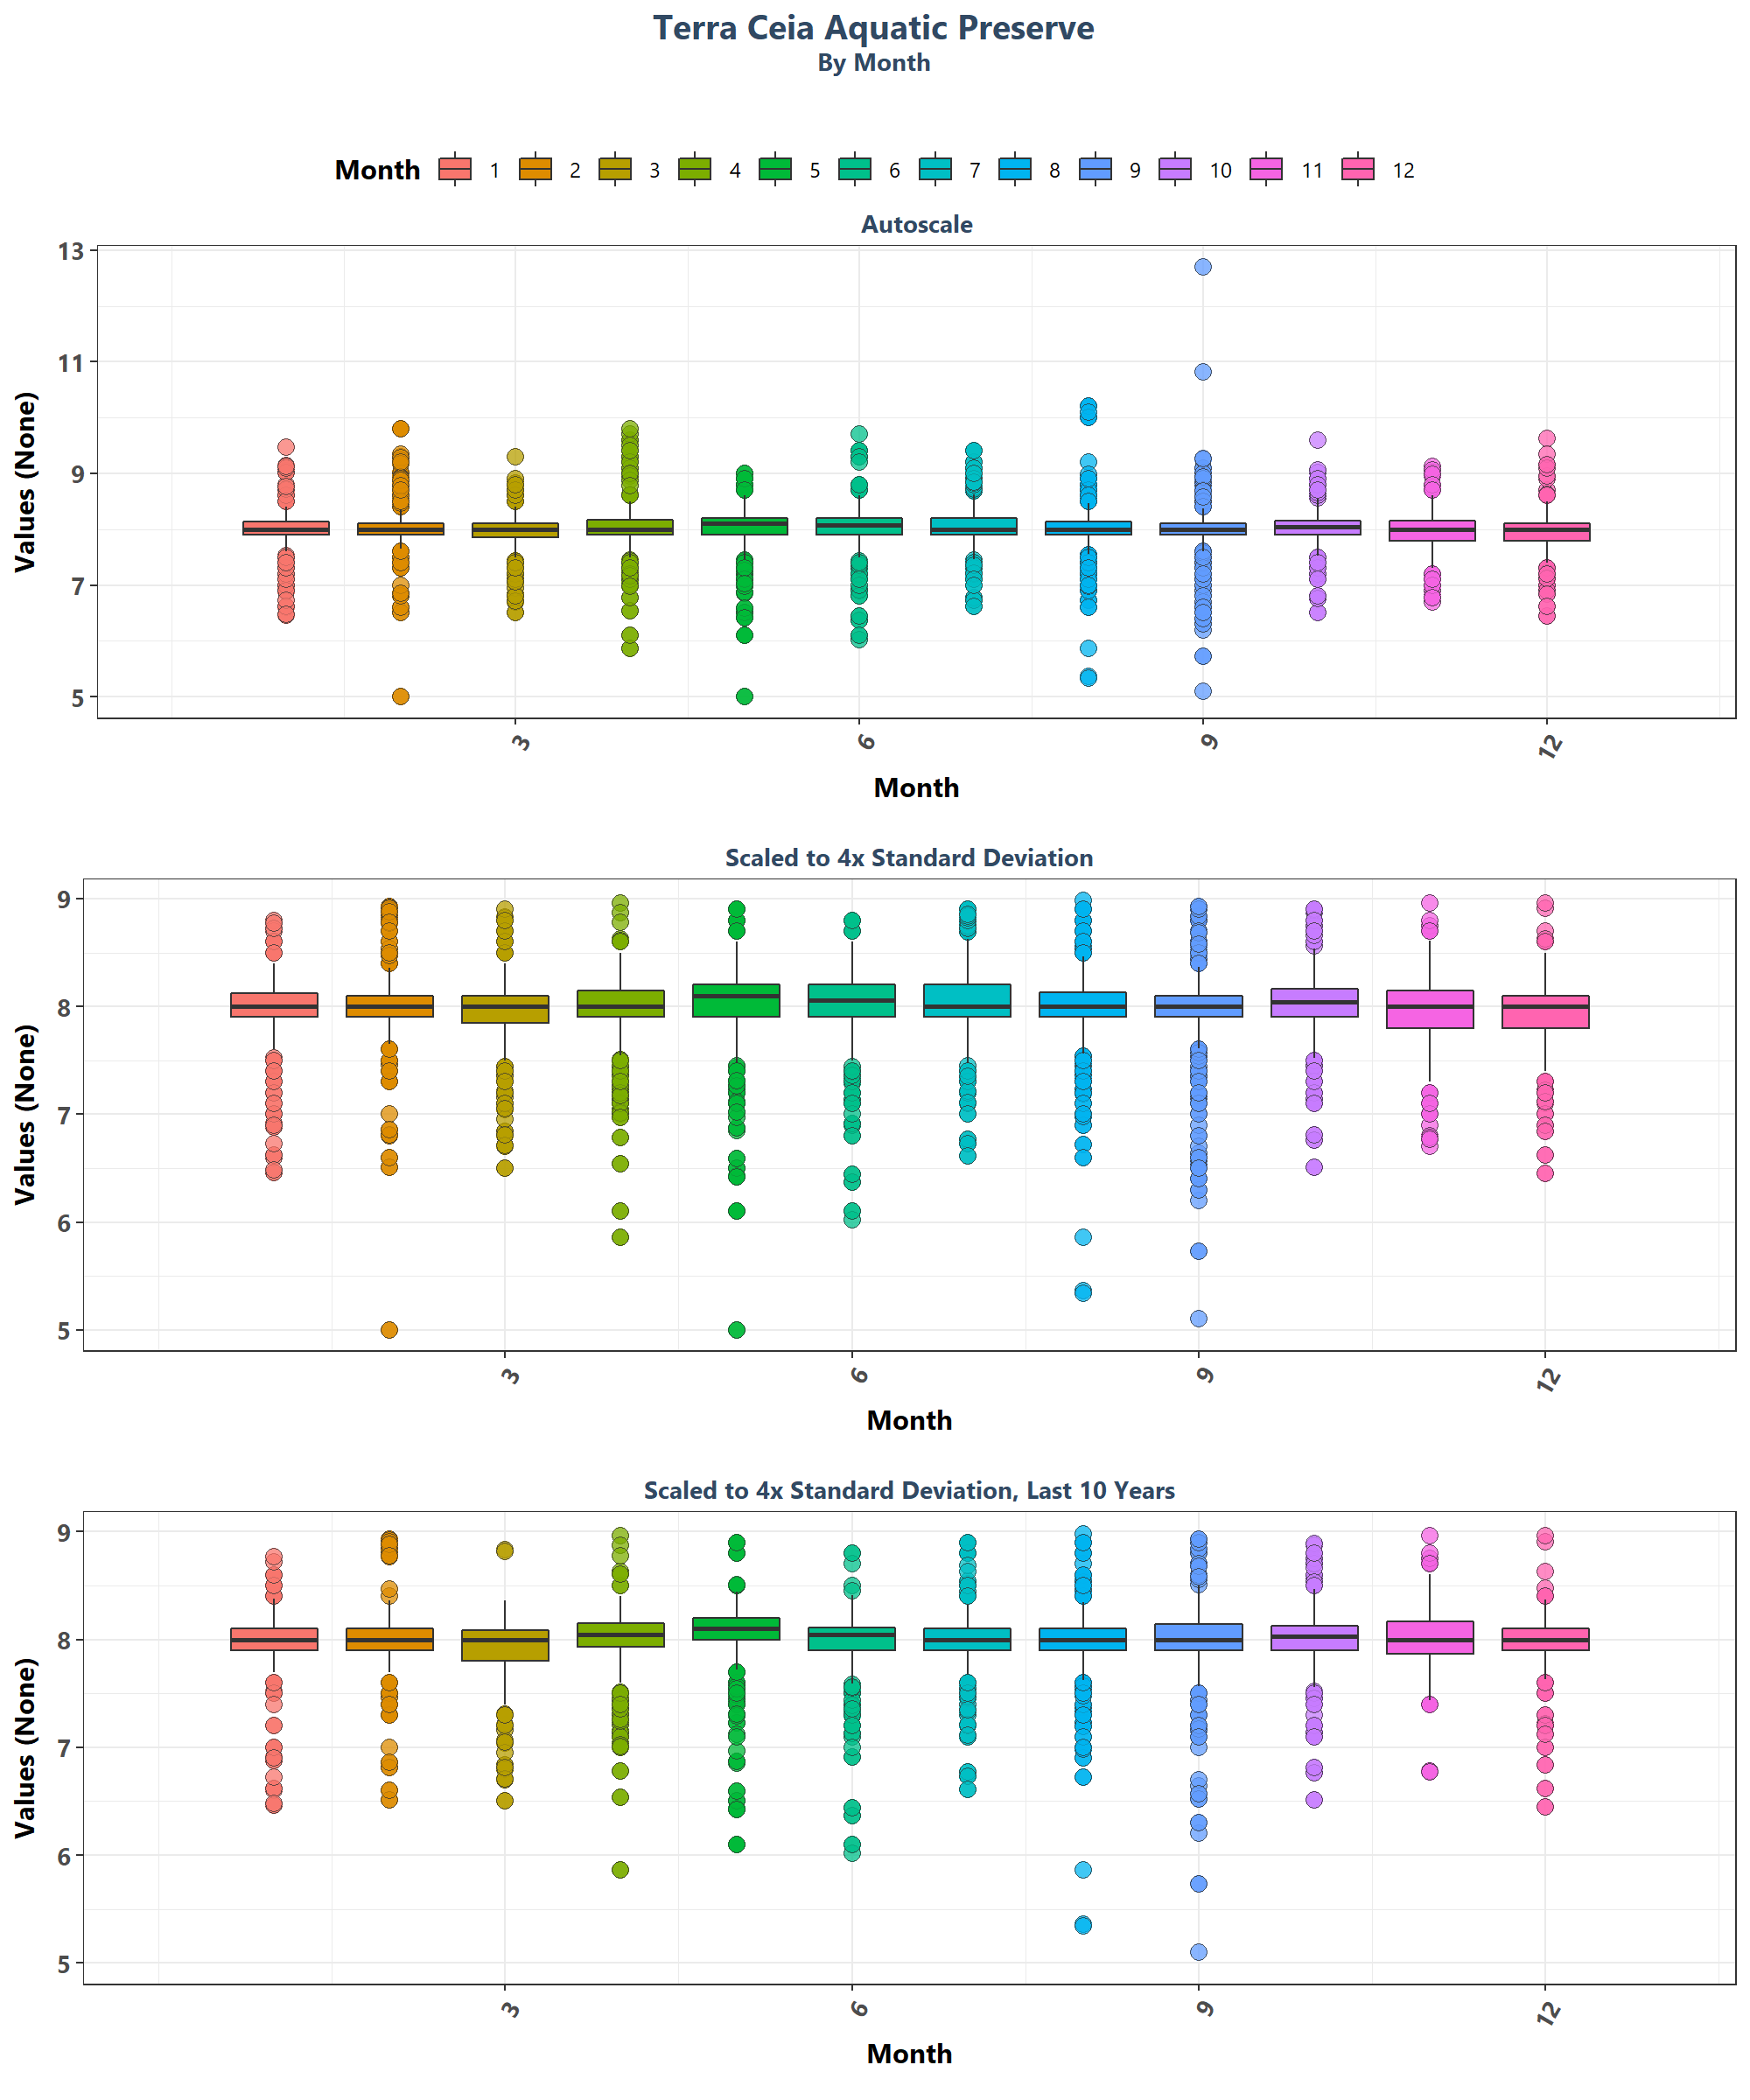 Terra Ceia Aquatic Preserve
By Month
Month 1 2 3 4 5 6 7 8 9 10 11 12
Autoscale
Values (None)
13
11
9
7
5
3 6 9 12
Month
Scaled to 4x Standard Deviation
Values (None)
9
8
7
6
5
3 6 9 12
Month
Scaled to 4x Standard Deviation, Last 10 Years
Values (None)
9
8
7
6
5
3 6 9 12
Month